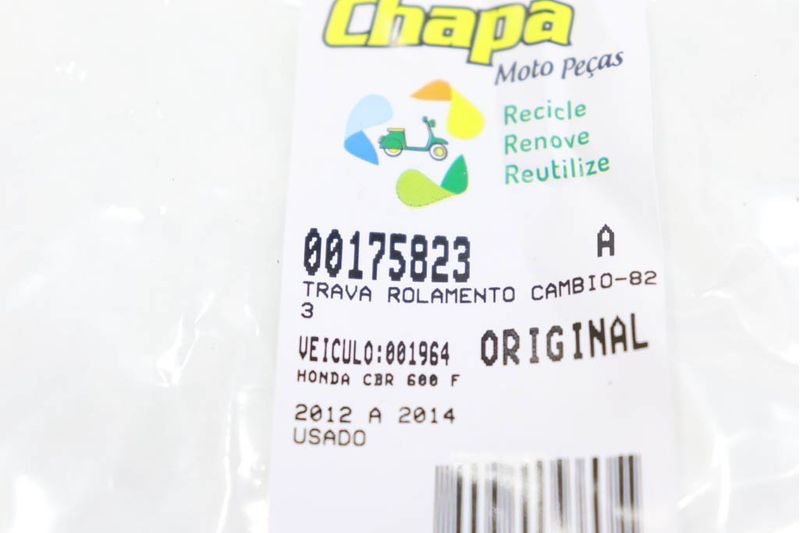 Chapa
Moto Peças
Recicle
Renove
Reutilize
00175823 A
TRAVA ROLAMENTO CAMBIO-82
3
VEICULO:001964 ORIGINAL
HONDA CBR 600 F
2012 A 2014
USADO